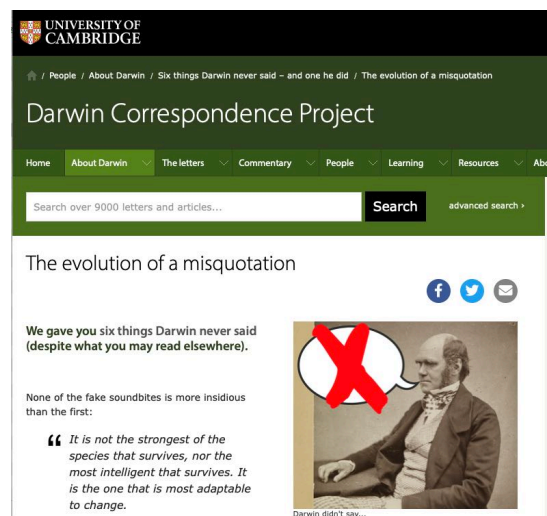 UNIVERSITY OF
CAMBRIDGE
/ People / About Darwin / Six things Darwin never said – and one he did / The evolution of a misquotation
Darwin Correspondence Project
Home About Darwin The letters Commentary People Learning Resources Abo
Search over 9000 letters and articles... Search advanced search ›
The evolution of a misquotation
f
We gave you six things Darwin never said
(despite what you may read elsewhere).
None of the fake soundbites is more insidious
than the first:
“ It is not the strongest of the
species that survives, nor the
most intelligent that survives. It
is the one that is most adaptable
to change.
Darwin didn't say...